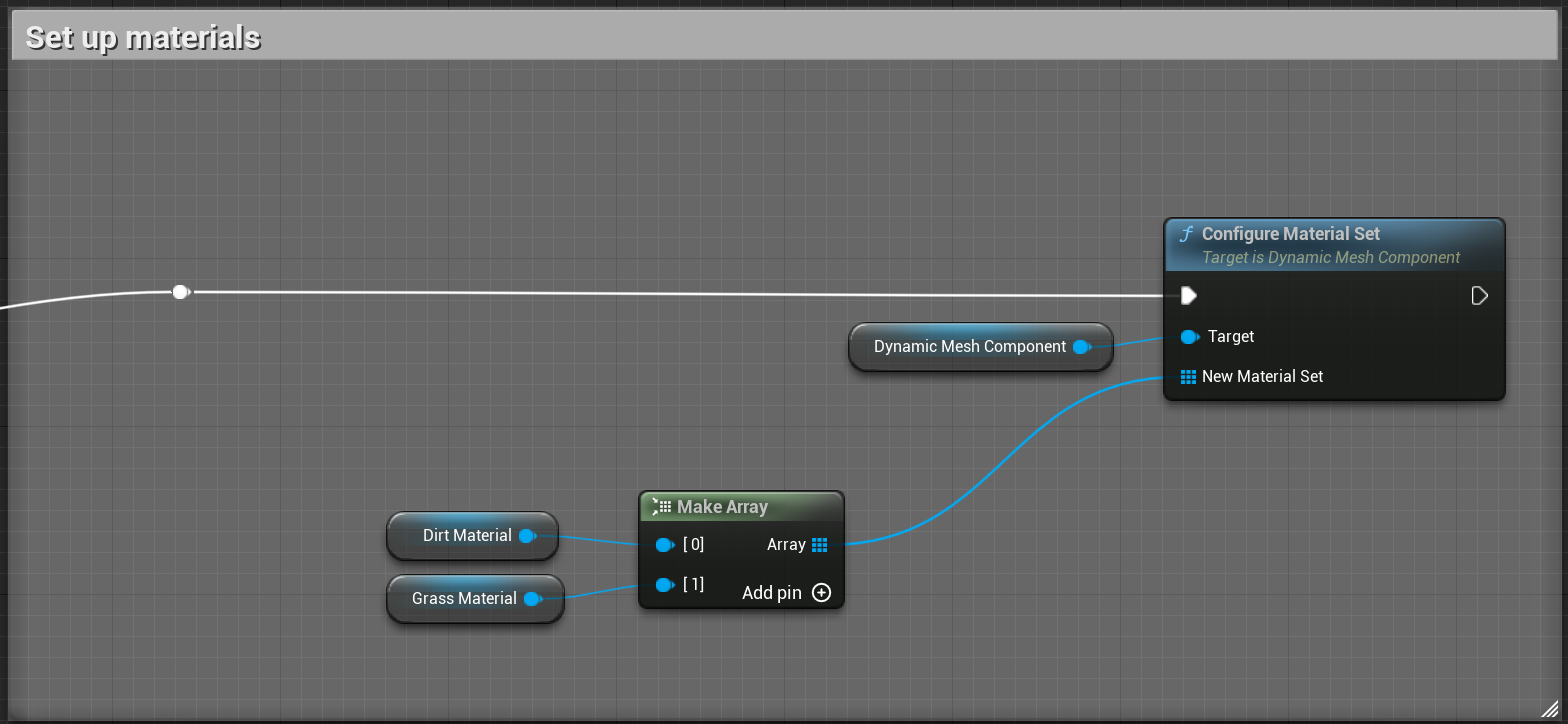 Set up materials
Configure Material Set
Target is Dynamic Mesh Component
Dynamic Mesh Component
Target
New Material Set
Make Array
Dirt Material
[ 0]
Array
Grass Material
[ 1]
Add pin